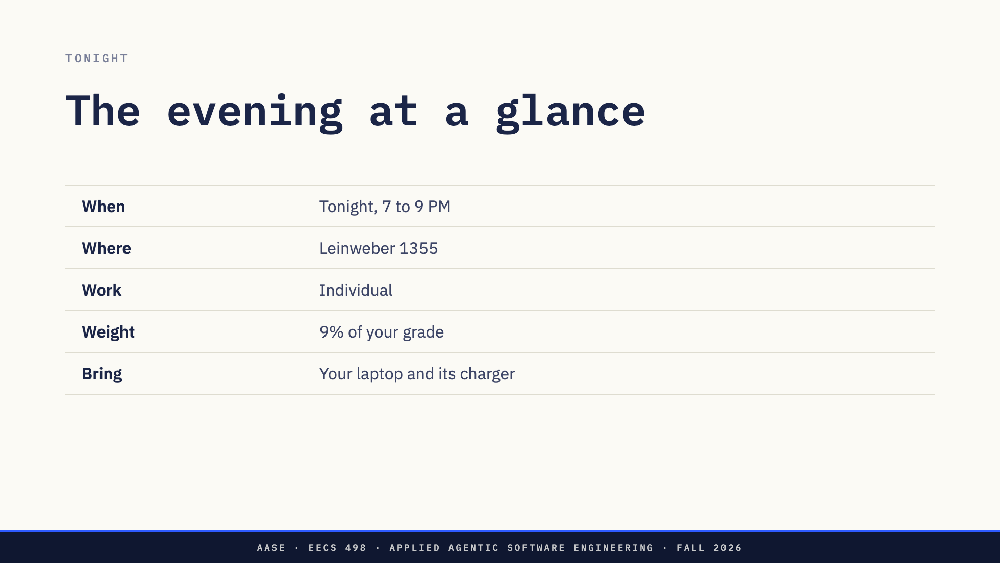 TONIGHT
The evening at a glance
When Tonight, 7 to 9 PM
Where Leinweber 1355
Work Individual
Weight 9% of your grade
Bring Your laptop and its charger
AASE · EECS 498 · APPLIED AGENTIC SOFTWARE ENGINEERING · FALL 2026